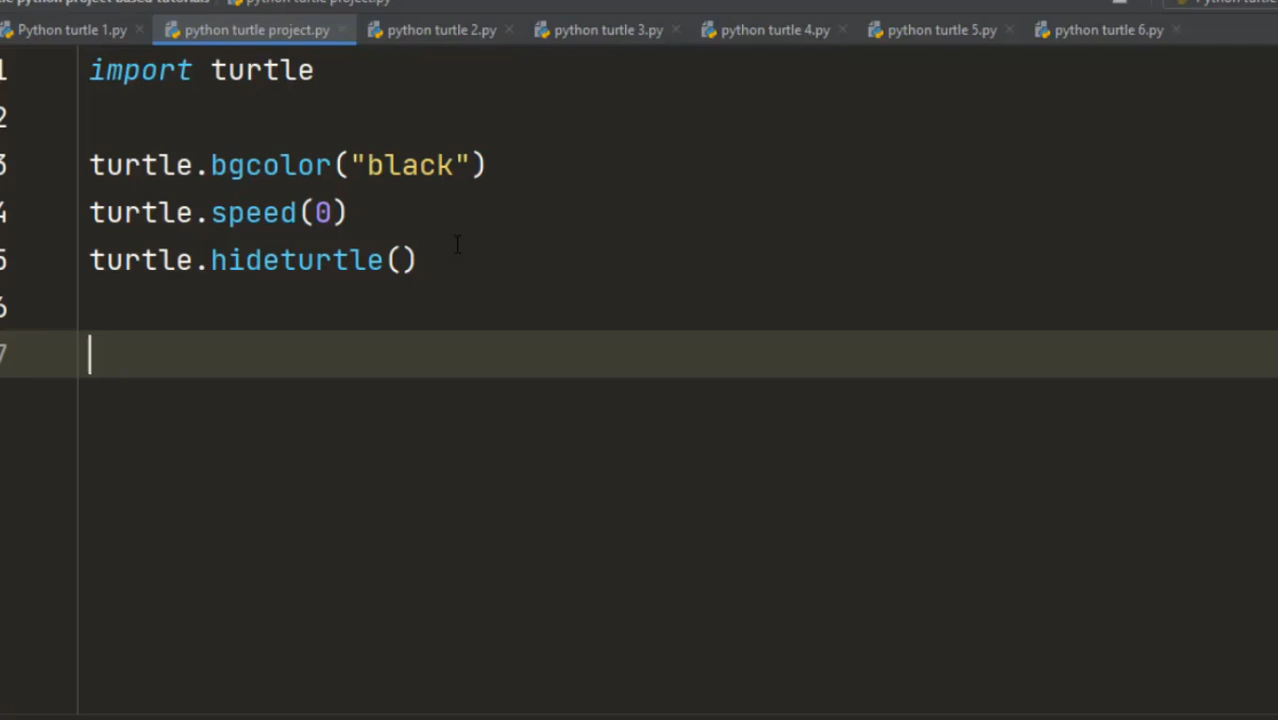 Python turtle 1.py
python turtle project.py
python turtle 2.py
python turtle 3.py
python turtle 4.py
python turtle 5.py
python turtle 6.py
1 import turtle
2
3 turtle.bgcolor("black")
4 turtle.speed(0)
5 turtle.hideturtle()
6
7